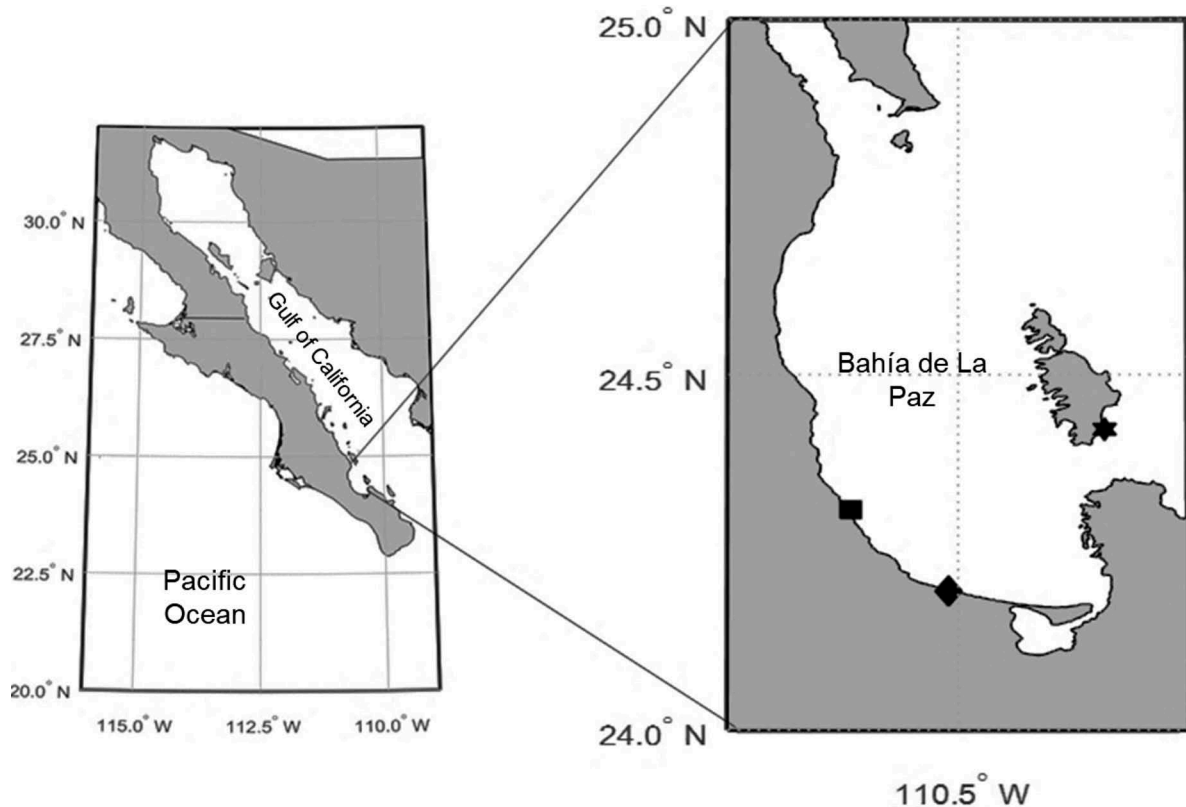 30.0° N
27.5° N
25.0° N
22.5° N
20.0° N
115.0° W
112.5° W
110.0° W
Gulf of California
Pacific
Ocean
25.0° N
24.5° N
24.0° N
110.5° W
Bahía de La
Paz